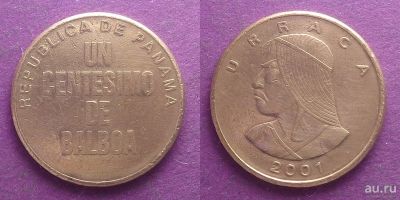 REPUBLICA DE PANAMA
UN
CENTESIMO
DE
BALBOA
URRACA
2001
au.ru